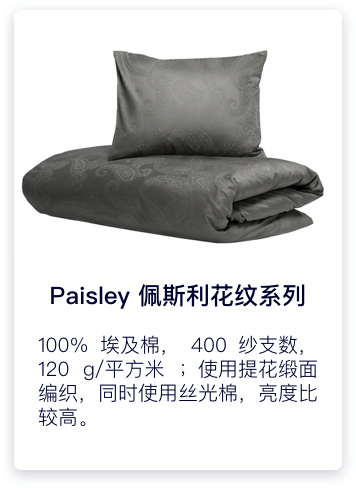 Paisley 佩斯利花纹系列
100% 埃及棉， 400 纱支数，
120 g/平方米 ；使用提花缎面
编织，同时使用丝光棉，亮度比
较高。